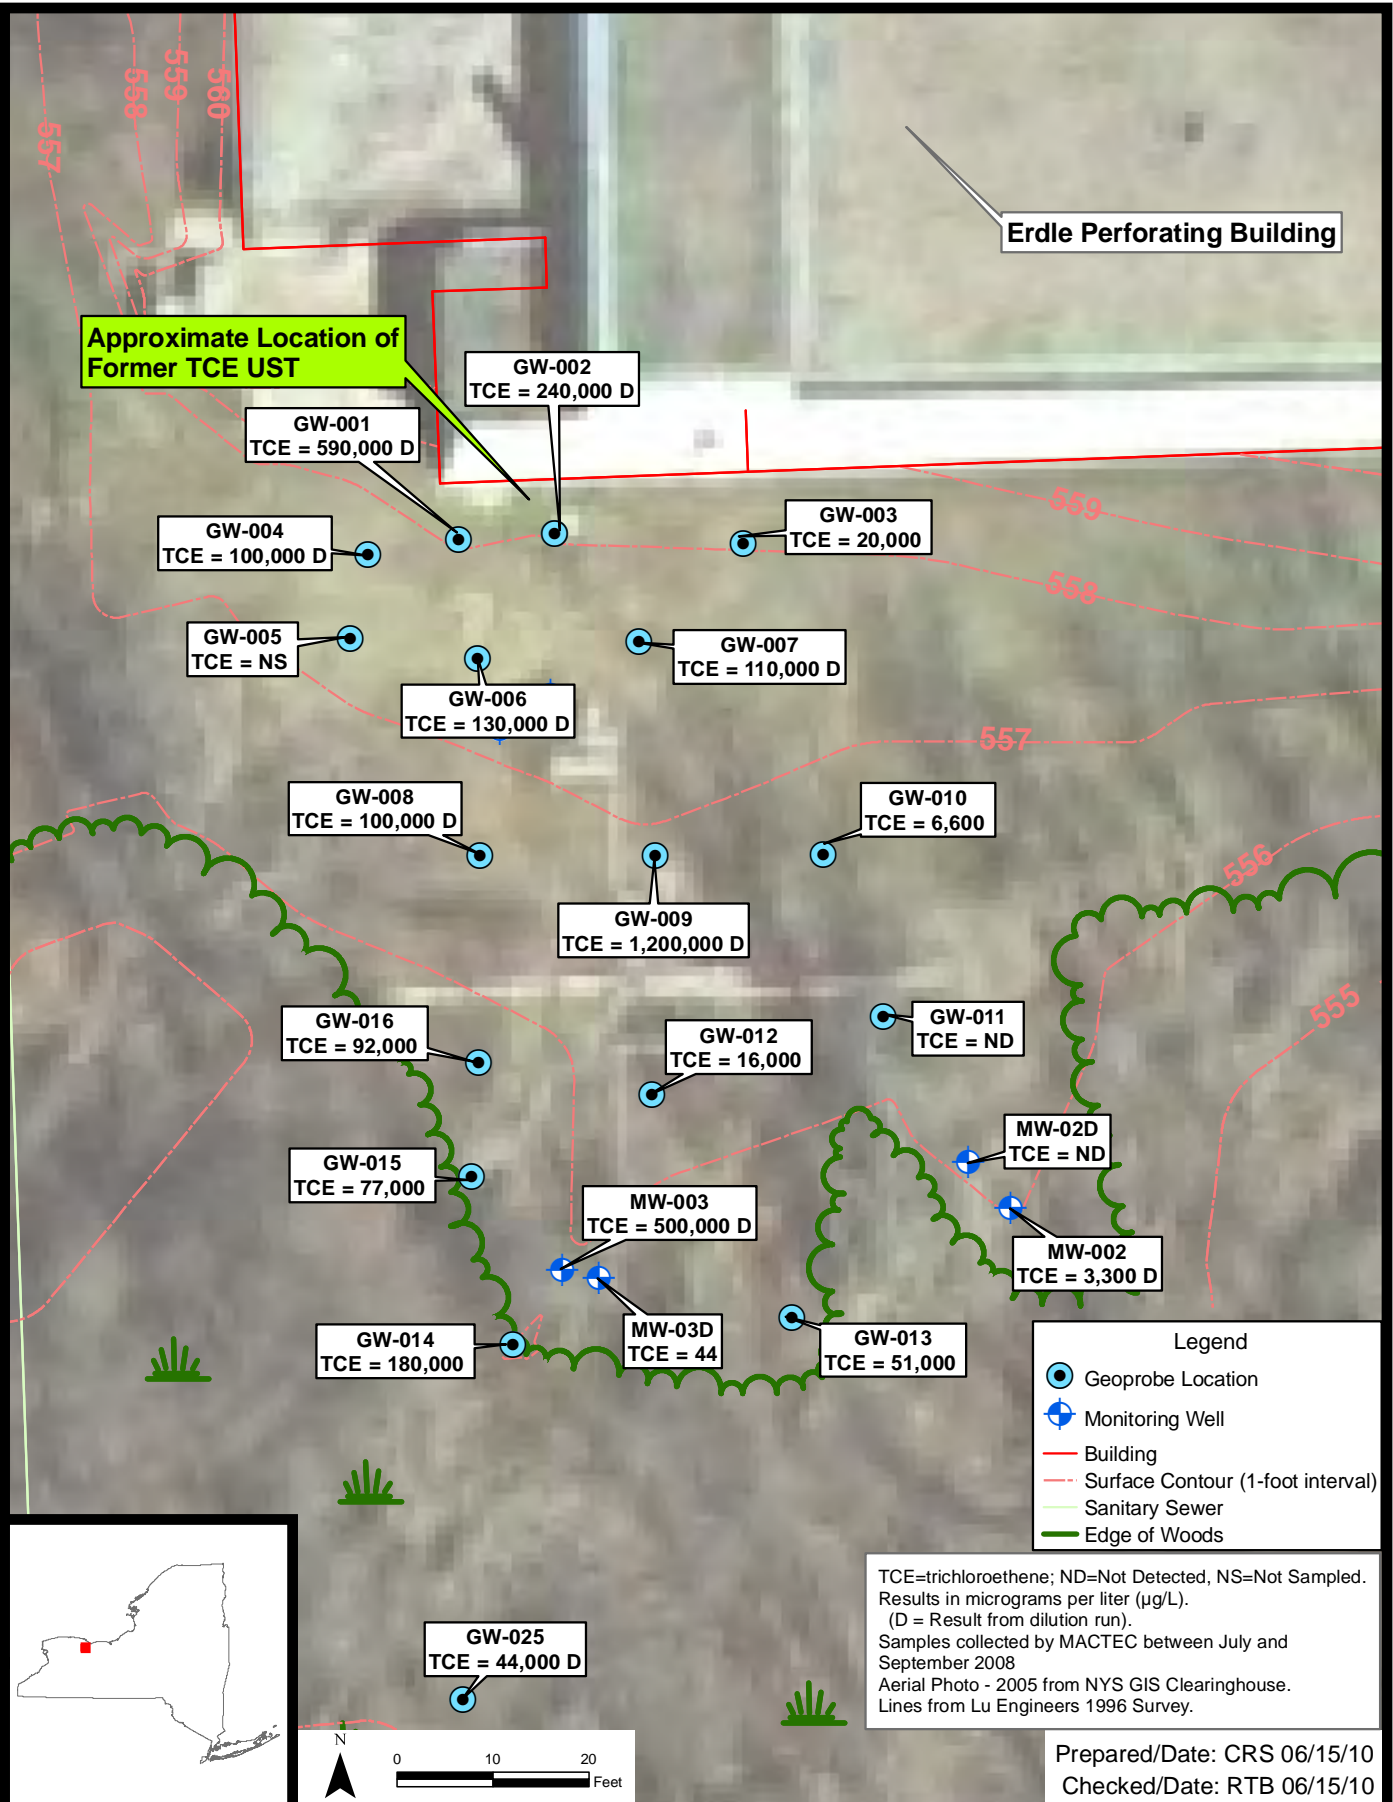 557
558
559
560
Erdle Perforating Building
Approximate Location of
Former TCE UST
GW-002
TCE = 240,000 D
GW-001
TCE = 590,000 D
GW-004
TCE = 100,000 D
GW-003
TCE = 20,000
559
558
GW-005
TCE = NS
GW-007
TCE = 110,000 D
GW-006
TCE = 130,000 D
557
GW-008
TCE = 100,000 D
GW-010
TCE = 6,600
556
GW-009
TCE = 1,200,000 D
555
GW-016
TCE = 92,000
GW-012
TCE = 16,000
GW-011
TCE = ND
MW-02D
TCE = ND
GW-015
TCE = 77,000
MW-003
TCE = 500,000 D
MW-002
TCE = 3,300 D
GW-014
TCE = 180,000
MW-03D
TCE = 44
GW-013
TCE = 51,000
Legend
Geoprobe Location
Monitoring Well
Building
Surface Contour (1-foot interval)
Sanitary Sewer
Edge of Woods
TCE=trichloroethene; ND=Not Detected, NS=Not Sampled.
Results in micrograms per liter (µg/L).
(D = Result from dilution run).
Samples collected by MACTEC between July and
September 2008
Aerial Photo - 2005 from NYS GIS Clearinghouse.
Lines from Lu Engineers 1996 Survey.
GW-025
TCE = 44,000 D
N
0 10 20
Feet
Prepared/Date: CRS 06/15/10
Checked/Date: RTB 06/15/10